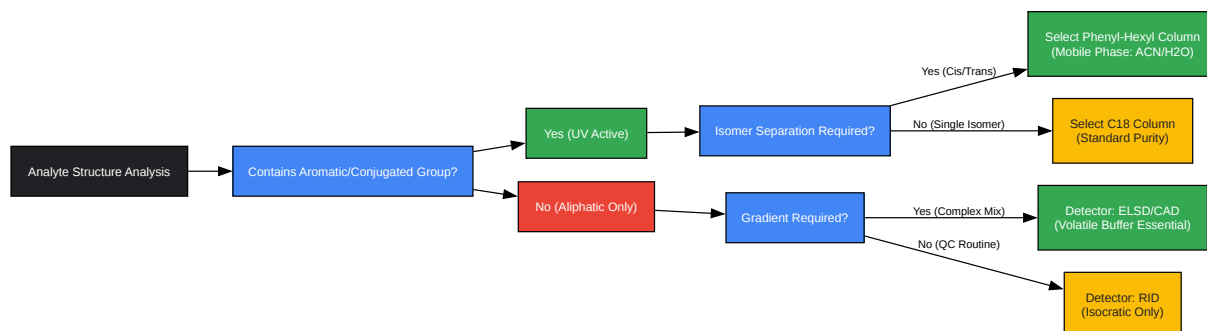 Analyte Structure Analysis
Contains Aromatic/Conjugated Group?
Yes (UV Active)
No (Aliphatic Only)
Isomer Separation Required?
Gradient Required?
Yes (Cis/Trans)
No (Single Isomer)
Yes (Complex Mix)
No (QC Routine)
Select Phenyl-Hexyl Column
(Mobile Phase: ACN/H2O)
Select C18 Column
(Standard Purity)
Detector: ELSD/CAD
(Volatile Buffer Essential)
Detector: RID
(Isocratic Only)